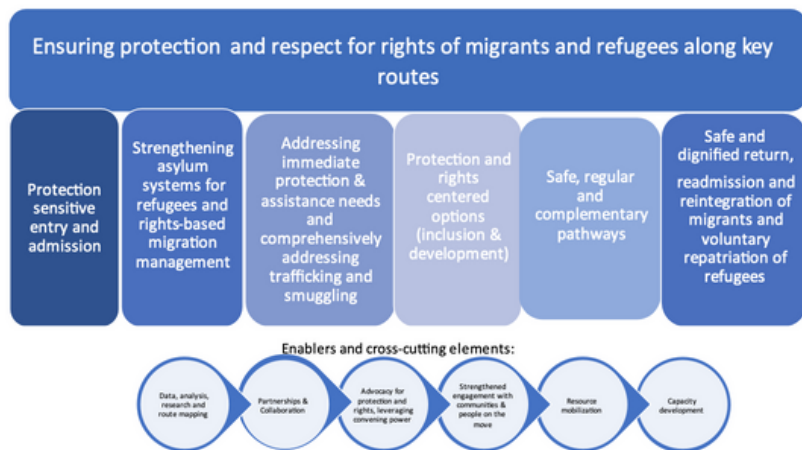 Ensuring protection and respect for rights of migrants and refugees along key
routes
Protection
sensitive
entry and
admission
Strengthening
asylum
systems for
refugees and
rights-based
migration
management
Addressing
immediate
protection &
assistance needs
and
comprehensively
addressing
trafficking and
smuggling
Protection and
rights
centered
options
(inclusion &
development)
Safe, regular
and
complementary
pathways
Safe and
dignified return,
readmission and
reintegration of
migrants and
voluntary
repatriation of
refugees
Enablers and cross-cutting elements:
Data, analysis,
research and
route mapping
Partnerships &
Collaboration
Advocacy for
protection and
rights, leveraging
convening power
Strengthened
engagement with
communities &
people on the
move
Resource
mobilization
Capacity
development